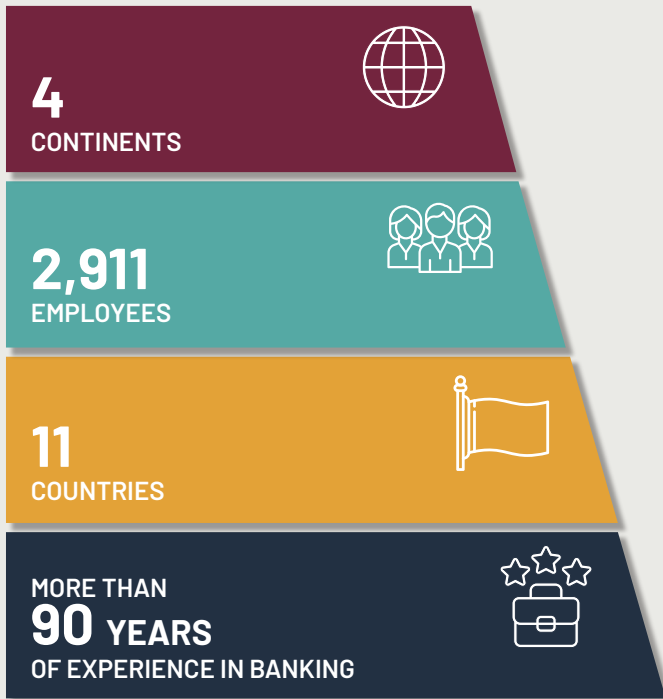 4
CONTINENTS
2,911
EMPLOYEES
11
COUNTRIES
MORE THAN
90 YEARS
OF EXPERIENCE IN BANKING